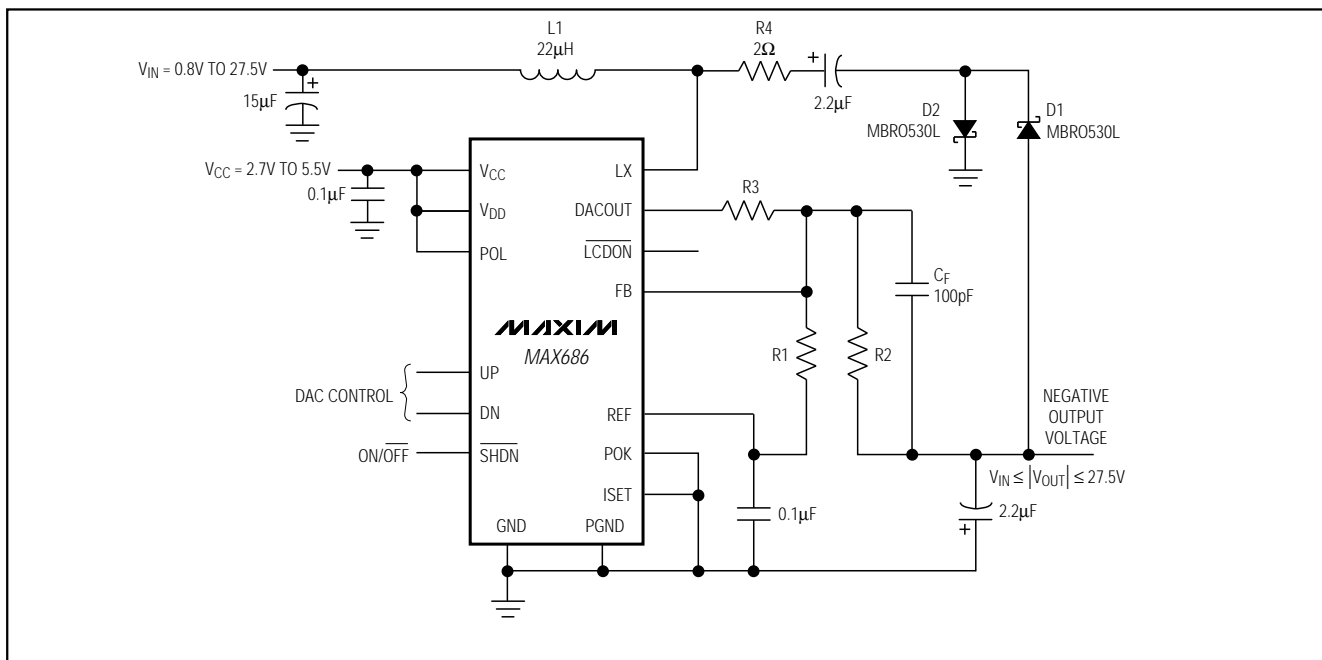 L1
22µH
R4
2Ω
V_IN = 0.8V TO 27.5V
+
15µF
+
2.2µF
D2
MBRO530L
D1
MBRO530L
V_CC = 2.7V TO 5.5V
0.1µF
V_CC
V_DD
POL
LX
DACOUT
LCDON
FB
R3
C_F
100pF
MAXIM
MAX686
R1
R2
DAC CONTROL
UP
DN
ON/OFF
SHDN
REF
POK
ISET
GND
PGND
0.1µF
NEGATIVE
OUTPUT
VOLTAGE
V_IN ≤ |V_OUT| ≤ 27.5V
2.2µF
+